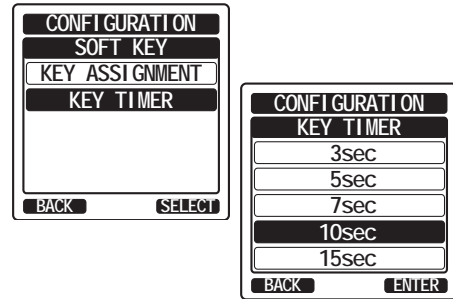 CONFIGURATION
SOFT KEY
KEY ASSIGNMENT
KEY TIMER
BACK SELECT
CONFIGURATION
KEY TIMER
3sec
5sec
7sec
10sec
15sec
BACK ENTER